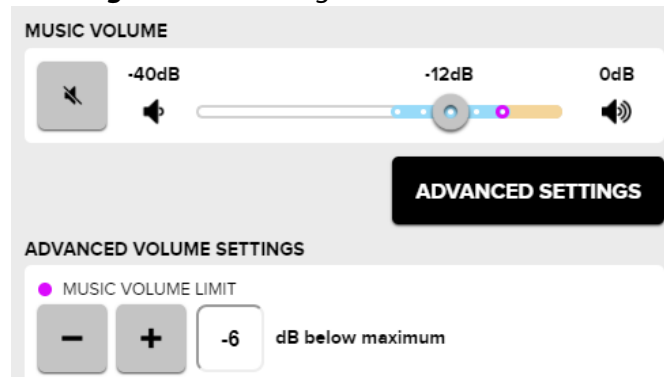 MUSIC VOLUME
-40dB -12dB 0dB
ADVANCED SETTINGS
ADVANCED VOLUME SETTINGS
MUSIC VOLUME LIMIT
− + -6 dB below maximum